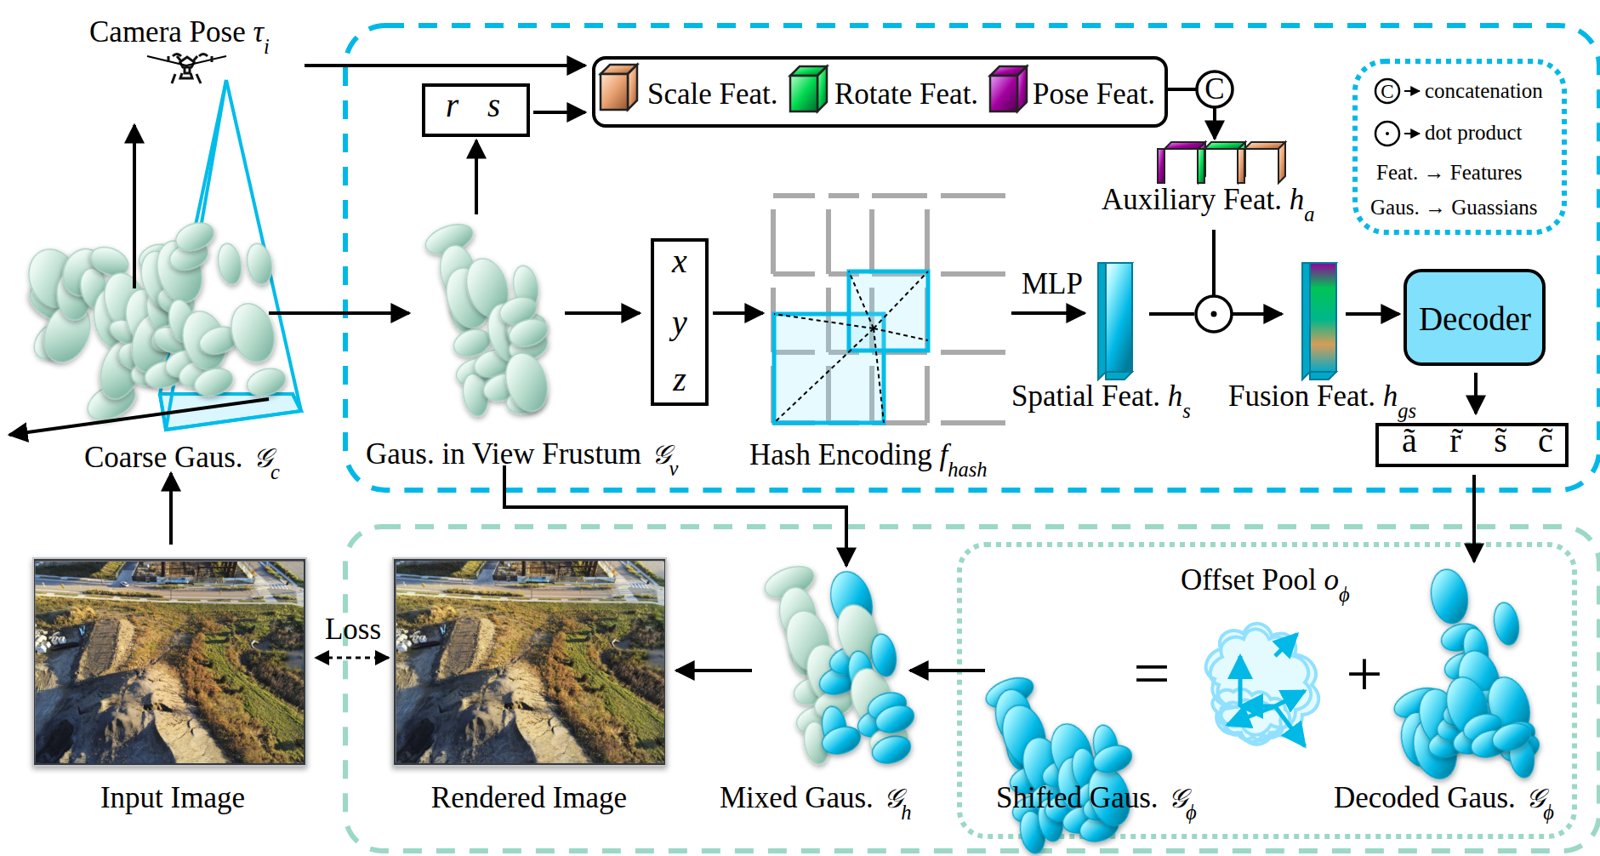 Camera Pose τi
r s
Scale Feat. Rotate Feat. Pose Feat.
C
C → concatenation
dot product
Feat. → Features
Gaus. → Guassians
Auxiliary Feat. ha
x
y
z
MLP
Decoder
Spatial Feat. hs
Fusion Feat. hgs
ã r̃ s̃ c̃
Coarse Gaus. 𝒢c
Gaus. in View Frustum 𝒢v
Hash Encoding fhash
Offset Pool oϕ
Loss
=
+
Input Image
Rendered Image
Mixed Gaus. 𝒢h
Shifted Gaus. 𝒢ϕ
Decoded Gaus. 𝒢ϕ